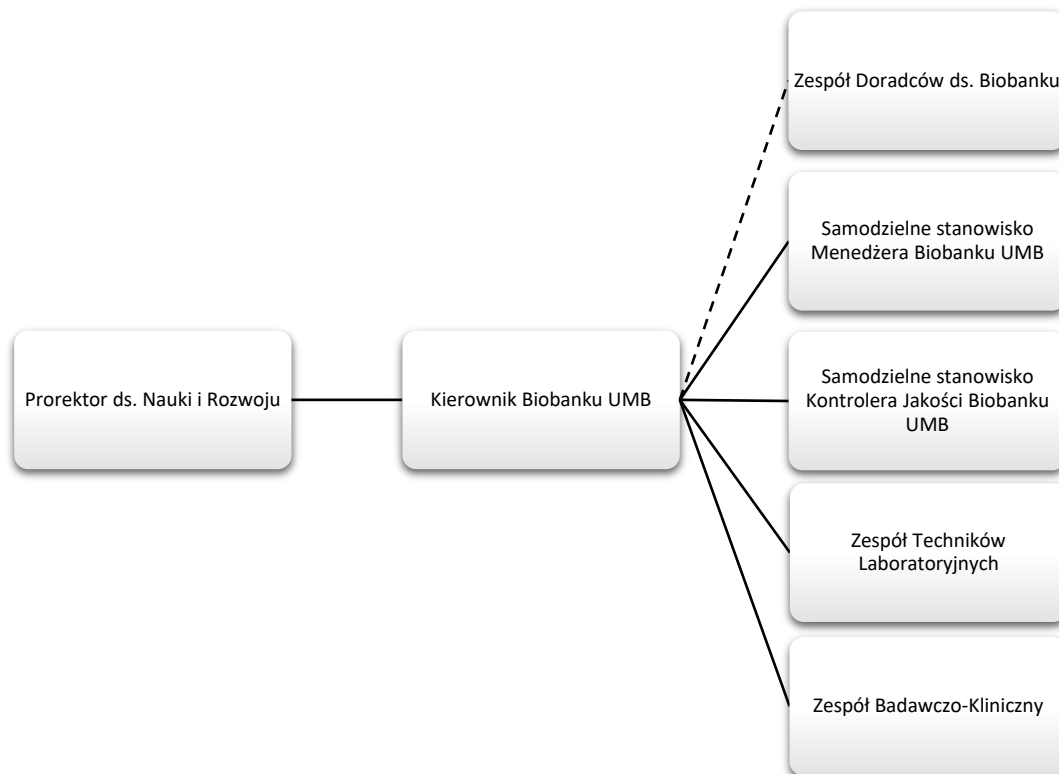 Zespół Doradców ds. Biobanku
Samodzielne stanowisko
Menedżera Biobanku UMB
Prorektor ds. Nauki i Rozwoju
Kierownik Biobanku UMB
Samodzielne stanowisko
Kontrolera Jakości Biobanku
UMB
Zespół Techników
Laboratoryjnych
Zespół Badawczo-Kliniczny